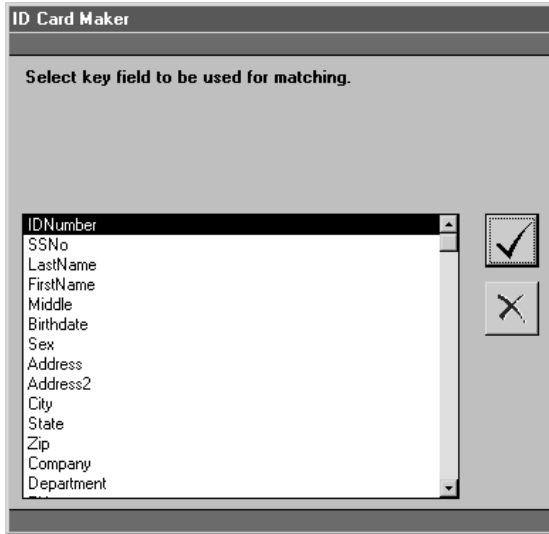 ID Card Maker
Select key field to be used for matching.
IDNumber
SSNo
LastName
FirstName
Middle
Birthdate
Sex
Address
Address2
City
State
Zip
Company
Department